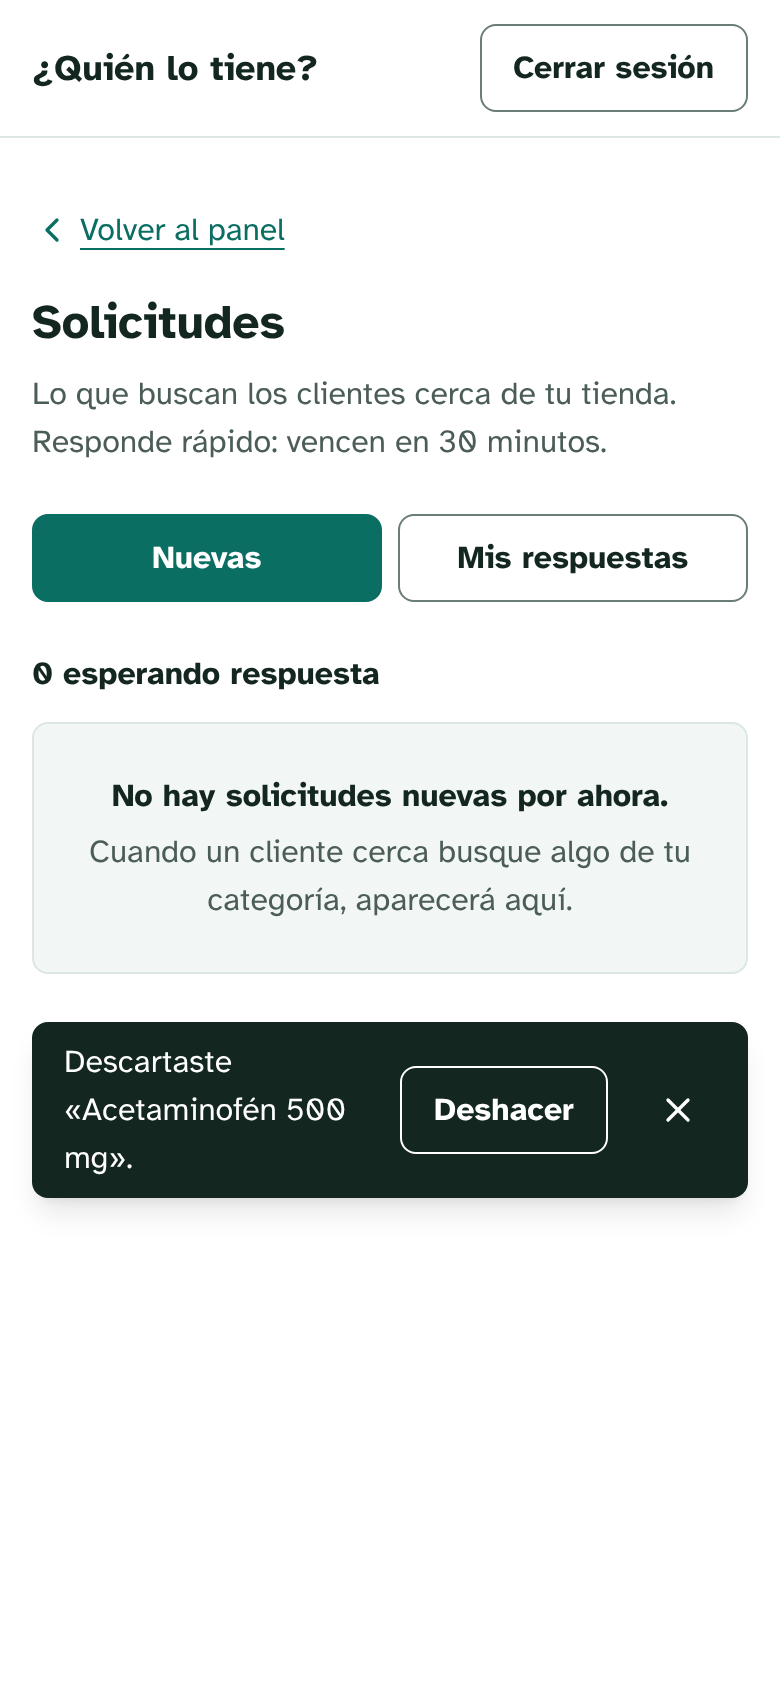 ¿Quién lo tiene?
Cerrar sesión
Volver al panel
Solicitudes
Lo que buscan los clientes cerca de tu tienda.
Responde rápido: vencen en 30 minutos.
Nuevas
Mis respuestas
0 esperando respuesta
No hay solicitudes nuevas por ahora.
Cuando un cliente cerca busque algo de tu
categoría, aparecerá aquí.
Descartaste
«Acetaminofén 500
mg».
Deshacer